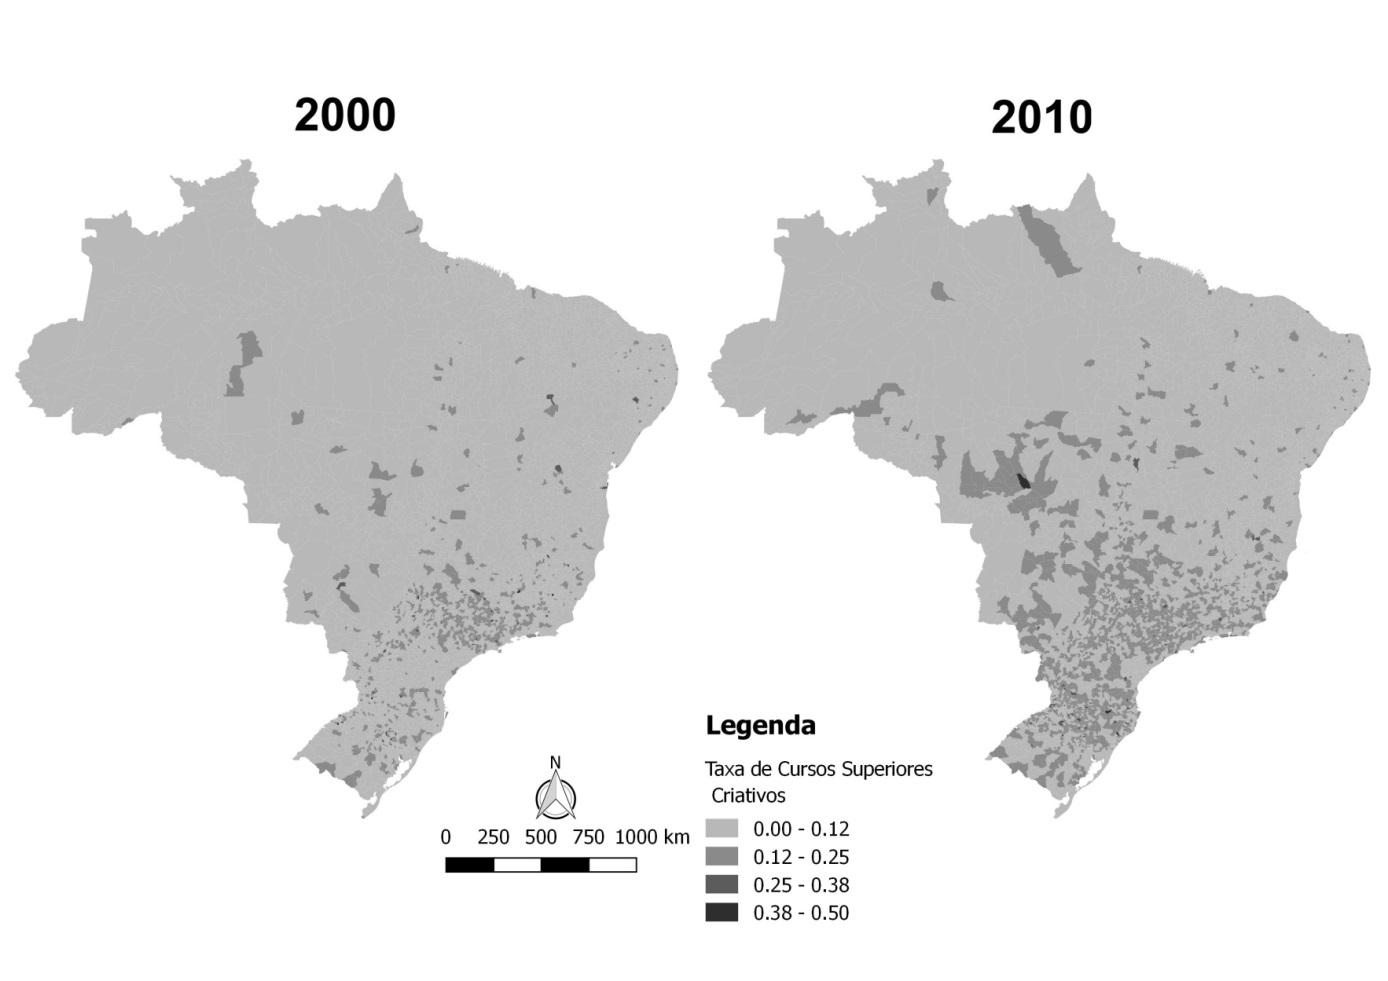 2000
2010
Legenda
Taxa de Cursos Superiores
Criativos
0.00 - 0.12
0.12 - 0.25
0.25 - 0.38
0.38 - 0.50
N
0 250 500 750 1000 km